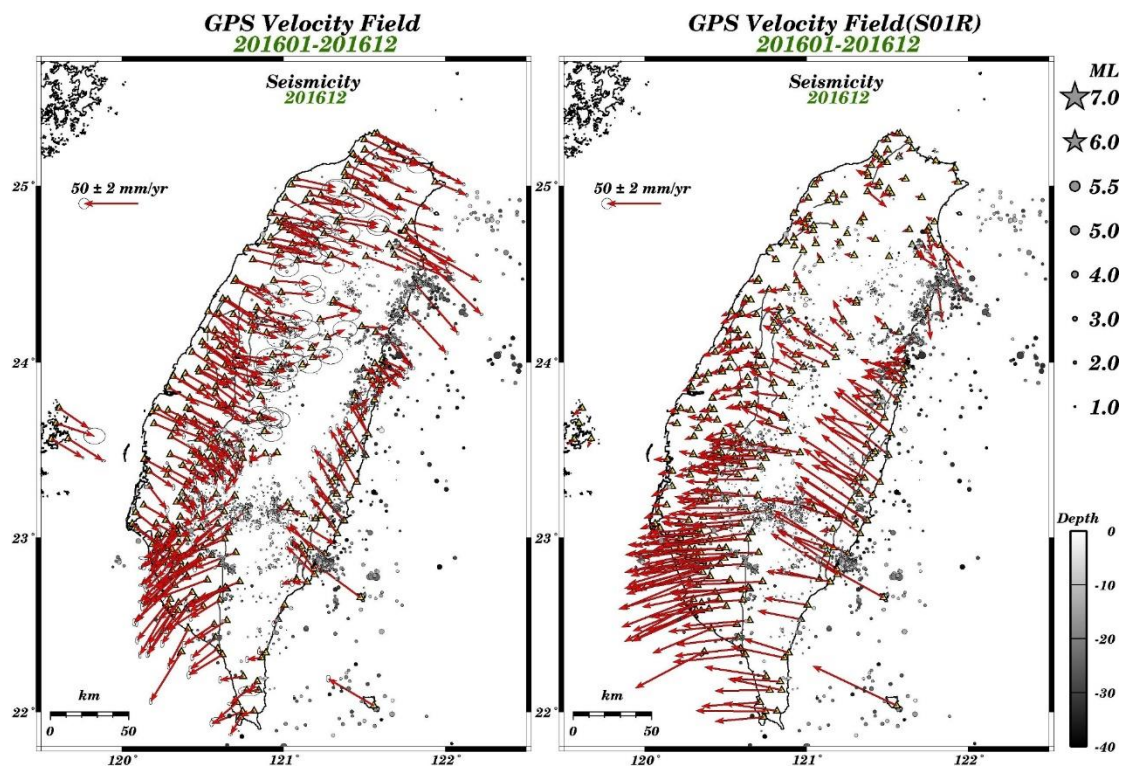 GPS Velocity Field
201601-201612
Seismicity
201612
50 ± 2 mm/yr
25˚
24˚
23˚
22˚
km
0 50
120˚ 121˚ 122˚
GPS Velocity Field(S01R)
201601-201612
Seismicity
201612
50 ± 2 mm/yr
25˚
24˚
23˚
22˚
km
0 50
120˚ 121˚ 122˚
ML
7.0
6.0
5.5
5.0
4.0
3.0
2.0
1.0
Depth
0
-10
-20
-30
-40